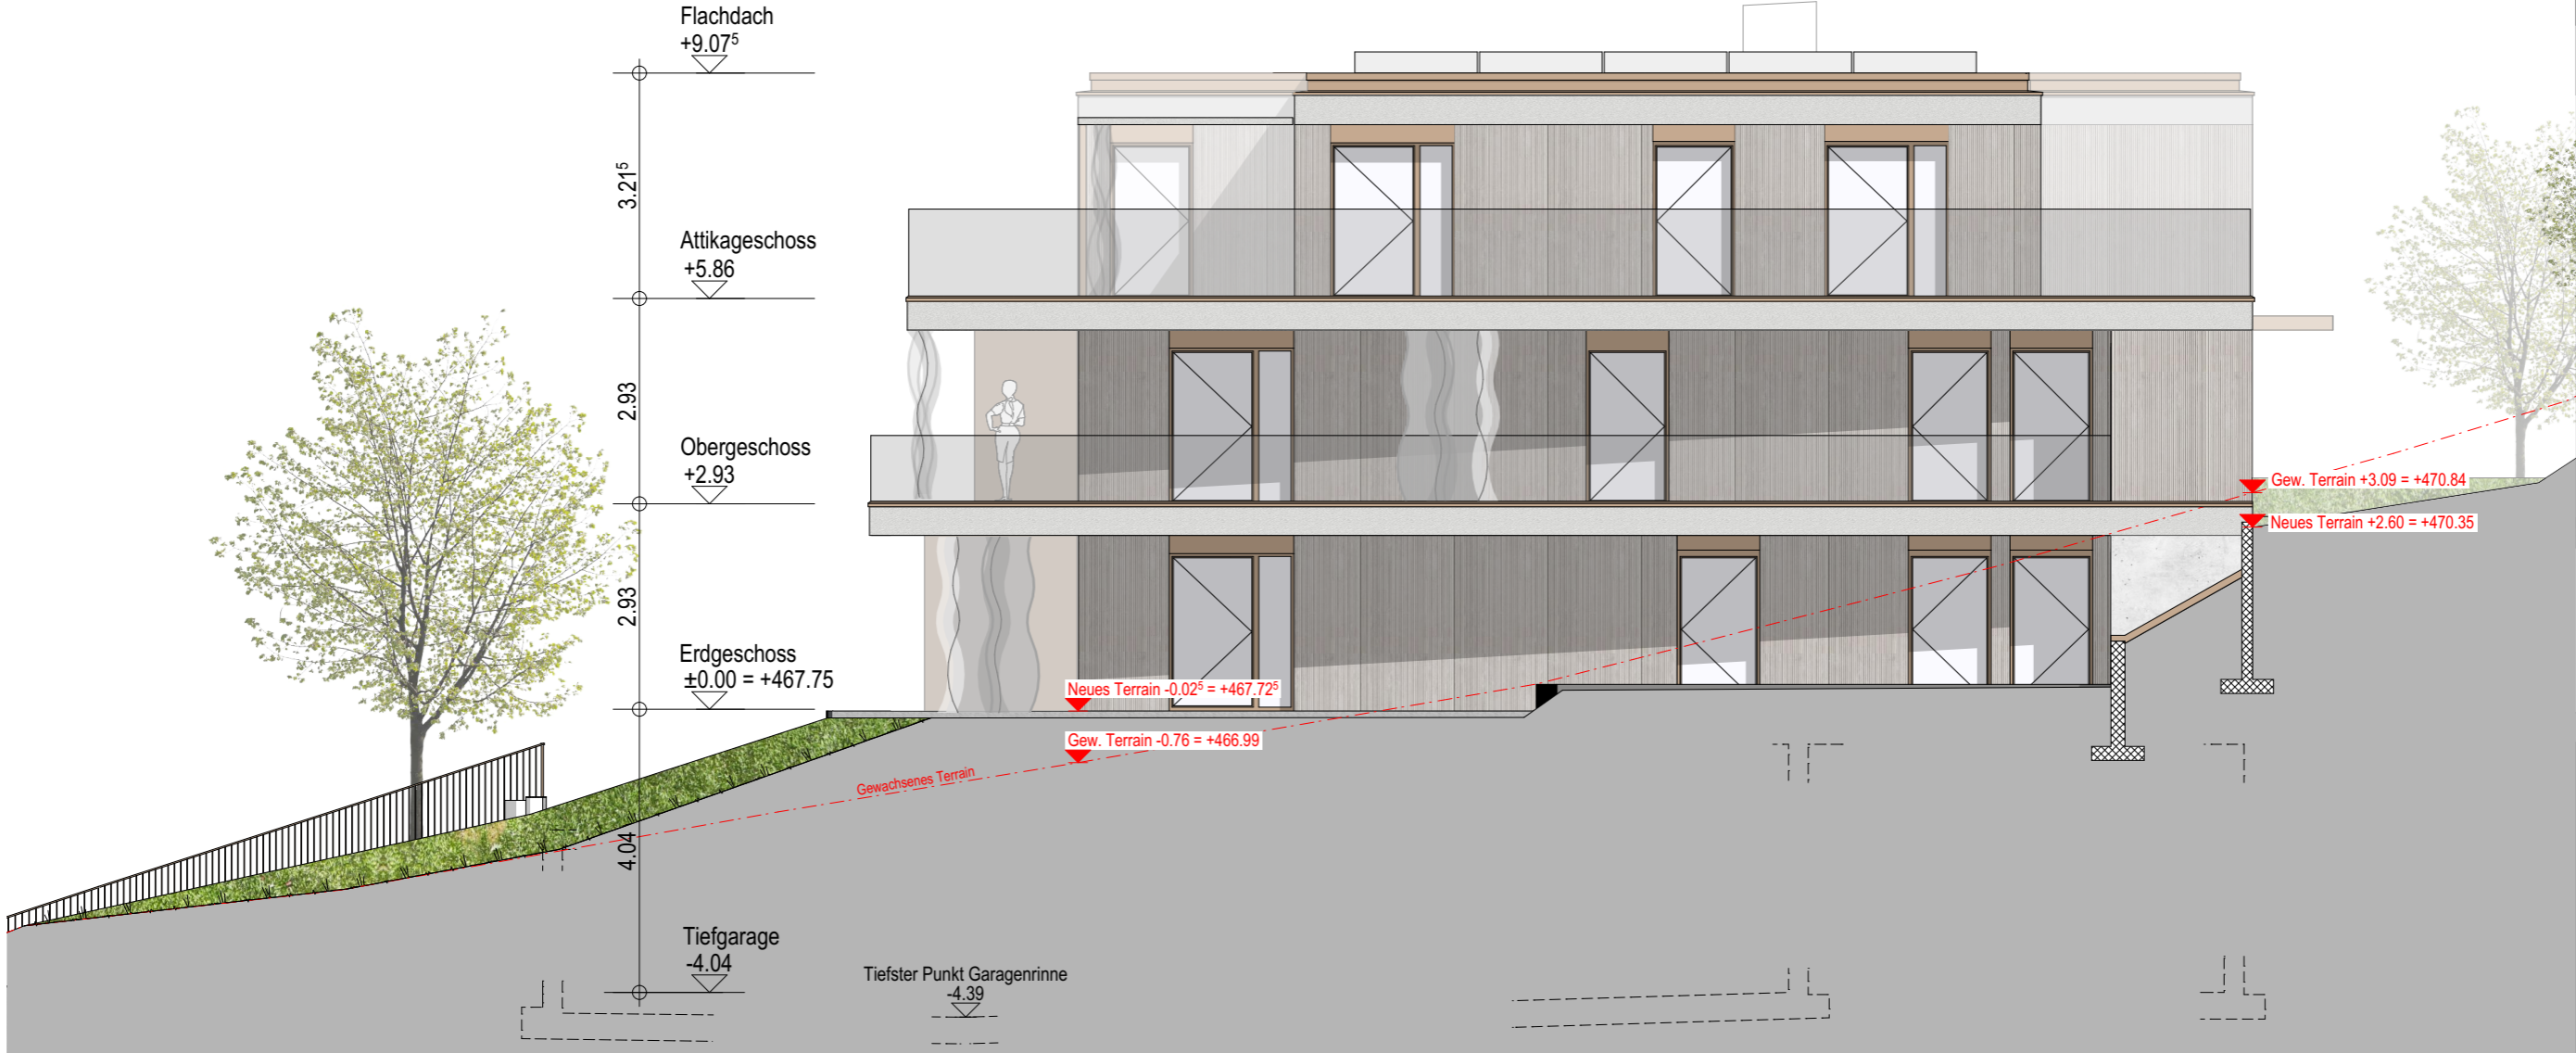 Flachdach
+9.07⁵
3.21⁵
Attikageschoss
+5.86
2.93
Obergeschoss
+2.93
Gew. Terrain +3.09 = +470.84
Neues Terrain +2.60 = +470.35
2.93
Erdgeschoss
±0.00 = +467.75
Neues Terrain -0.02⁵ = +467.72⁵
Gew. Terrain -0.76 = +466.99
Gewachsenes Terrain
4.04
Tiefgarage
-4.04
Tiefster Punkt Garagenrinne
-4.39